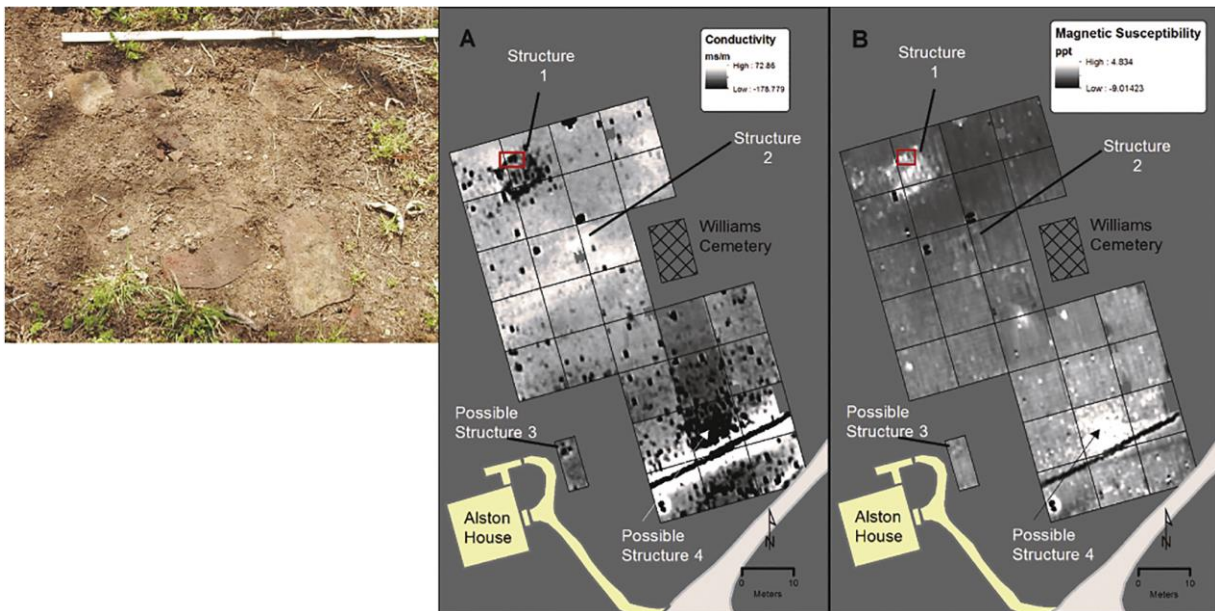 A
Conductivity
ms/m
High : 72.86
Low : -178.779
Structure
1
Structure
2
Williams
Cemetery
Possible
Structure 3
Alston
House
Possible
Structure 4
N
0 10
Meters
B
Magnetic Susceptibility
ppt
High : 4.834
Low : -9.01423
Structure
1
Structure
2
Williams
Cemetery
Possible
Structure 3
Alston
House
Possible
Structure 4
N
0 10
Meters